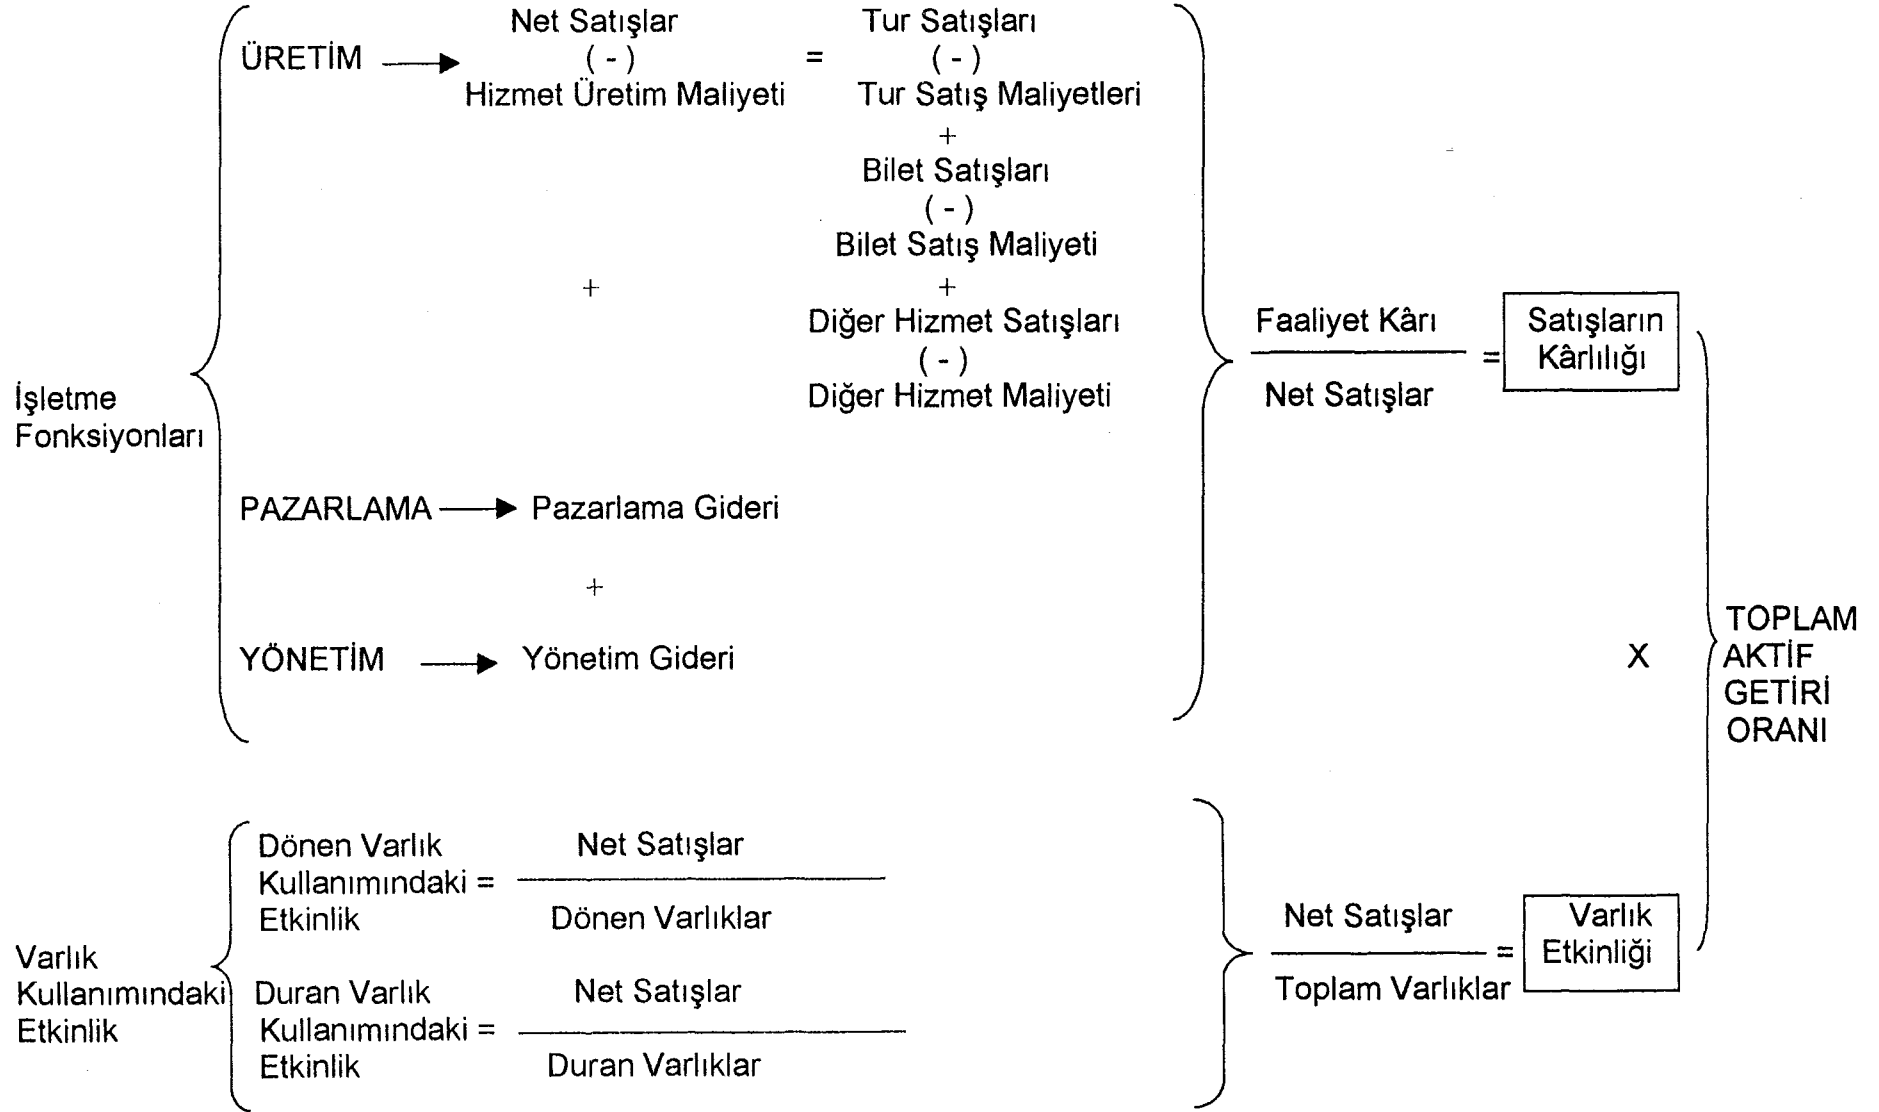 Net Satışlar
Tur Satışları
ÜRETİM
( - )
=
( - )
Hizmet Üretim Maliyeti
Tur Satış Maliyetleri
+
Bilet Satışları
( - )
Bilet Satış Maliyeti
+
+
Diğer Hizmet Satışları
( - )
Diğer Hizmet Maliyeti
Faaliyet Kârı
Net Satışlar
=
Satışların
Kârlılığı
İşletme
Fonksiyonları
PAZARLAMA
Pazarlama Gideri
+
YÖNETİM
Yönetim Gideri
X
TOPLAM
AKTİF
GETİRİ
ORANI
Dönen Varlık
Kullanımındaki =
Etkinlik
Net Satışlar
Dönen Varlıklar
Varlık
Kullanımındaki
Etkinlik
Duran Varlık
Kullanımındaki =
Etkinlik
Net Satışlar
Duran Varlıklar
Net Satışlar
Toplam Varlıklar
=
Varlık
Etkinliği